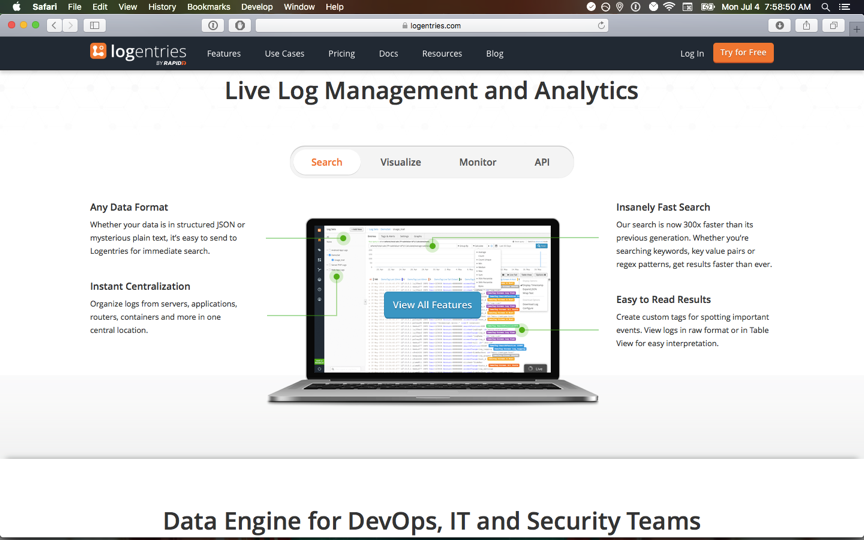 Safari File Edit View History Bookmarks Develop Window Help Mon Jul 4 7:58:50 AM
logentries.com
logentries
BY RAPID7
Features Use Cases Pricing Docs Resources Blog Log In Try for Free
Live Log Management and Analytics
Search Visualize Monitor API
Any Data Format
Whether your data is in structured JSON or
mysterious plain text, it's easy to send to
Logentries for immediate search.
Instant Centralization
Organize logs from servers, applications,
routers, containers and more in one
central location.
View All Features
Live
Insanely Fast Search
Our search is now 300x faster than its
previous generation. Whether you're
searching keywords, key value pairs or
regex patterns, get results faster than ever.
Easy to Read Results
Create custom tags for spotting important
events. View logs in raw format or in Table
View for easy interpretation.
Data Engine for DevOps, IT and Security Teams